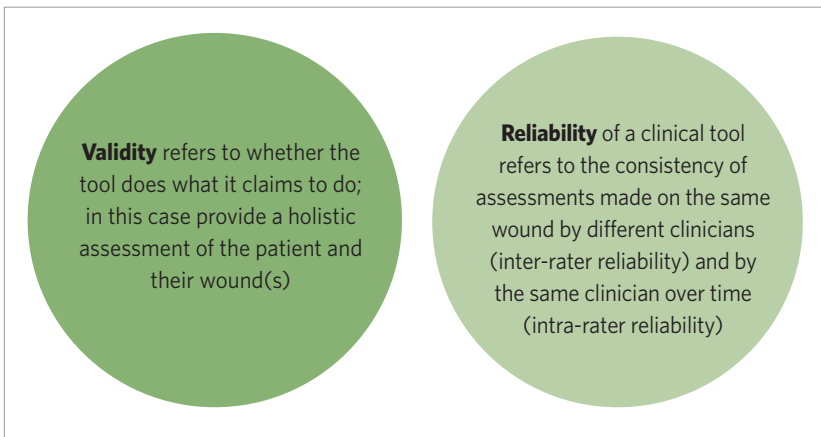 Validity refers to whether the
tool does what it claims to do;
in this case provide a holistic
assessment of the patient and
their wound(s)
Reliability of a clinical tool
refers to the consistency of
assessments made on the same
wound by different clinicians
(inter-rater reliability) and by
the same clinician over time
(intra-rater reliability)